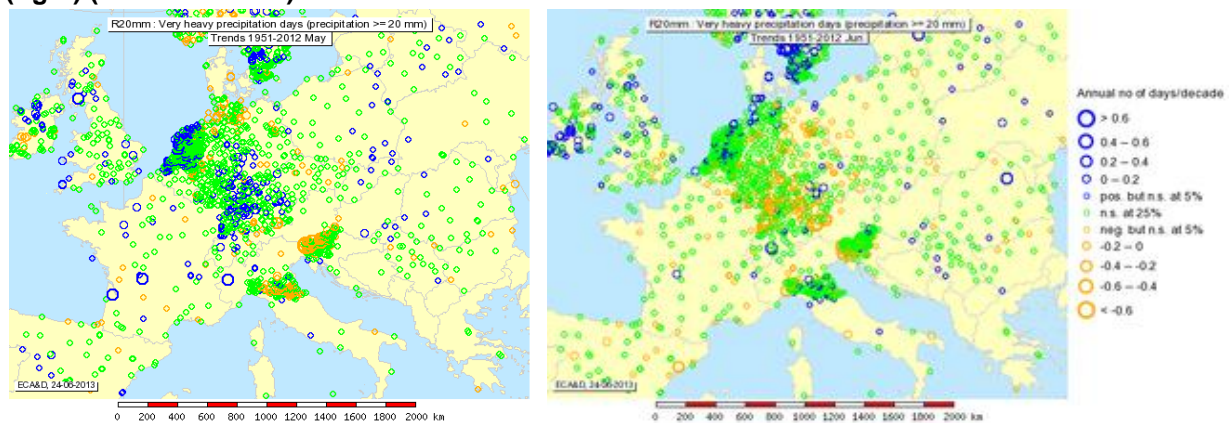 R20mm : Very heavy precipitation days (precipitation >= 20 mm)
Trends 1951-2012 May
ECA&D, 24-06-2013
0 200 400 600 800 1000 1200 1400 1600 1800 2000 km
R20mm : Very heavy precipitation days (precipitation >= 20 mm)
Trends 1951-2012 Jun
ECA&D, 24-06-2013
0 200 400 600 800 1000 1200 1400 1600 1800 2000 km
Annual no of days/decade
> 0.6
0.4 -- 0.6
0.2 -- 0.4
0 -- 0.2
pos. but n.s. at 5%
n.s. at 25%
neg. but n.s. at 5%
-0.2 -- 0
-0.4 -- -0.2
-0.6 -- -0.4
< -0.6